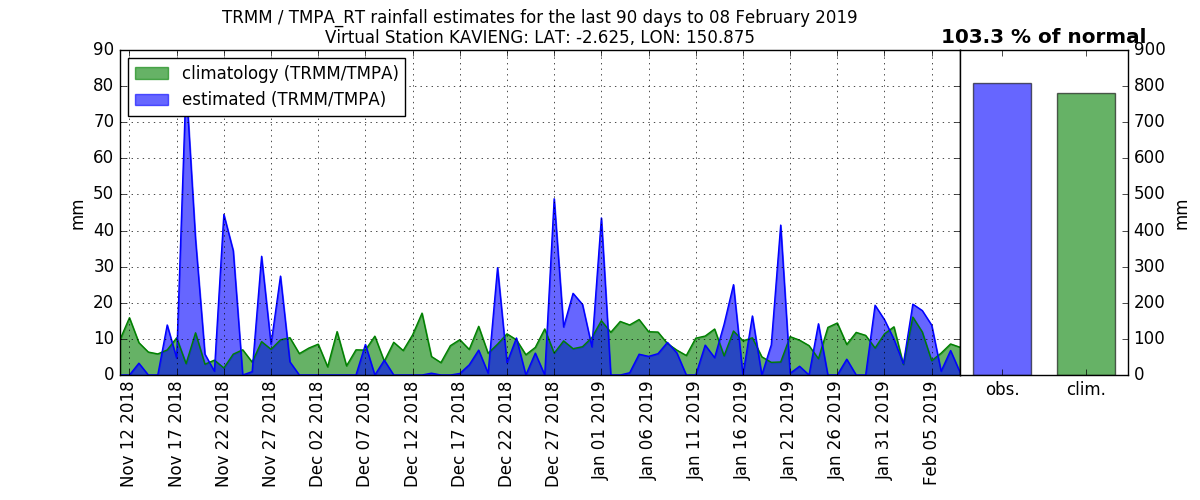 TRMM / TMPA_RT rainfall estimates for the last 90 days to 08 February 2019
Virtual Station KAVIENG: LAT: -2.625, LON: 150.875
103.3 % of normal
climatology (TRMM/TMPA)
estimated (TRMM/TMPA)
90
80
70
60
50
40
30
20
10
0
mm
900
800
700
600
500
400
300
200
100
0
mm
obs.
clim.
Nov 12 2018
Nov 17 2018
Nov 22 2018
Nov 27 2018
Dec 02 2018
Dec 07 2018
Dec 12 2018
Dec 17 2018
Dec 22 2018
Dec 27 2018
Jan 01 2019
Jan 06 2019
Jan 11 2019
Jan 16 2019
Jan 21 2019
Jan 26 2019
Jan 31 2019
Feb 05 2019